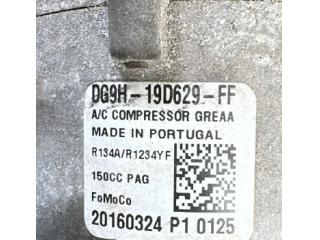 DG9H-19D629-FF
A/C COMPRESSOR GREAA
MADE IN PORTUGAL
R134A/R1234YF
150CC PAG
FoMoCo
20160324 P1 0125